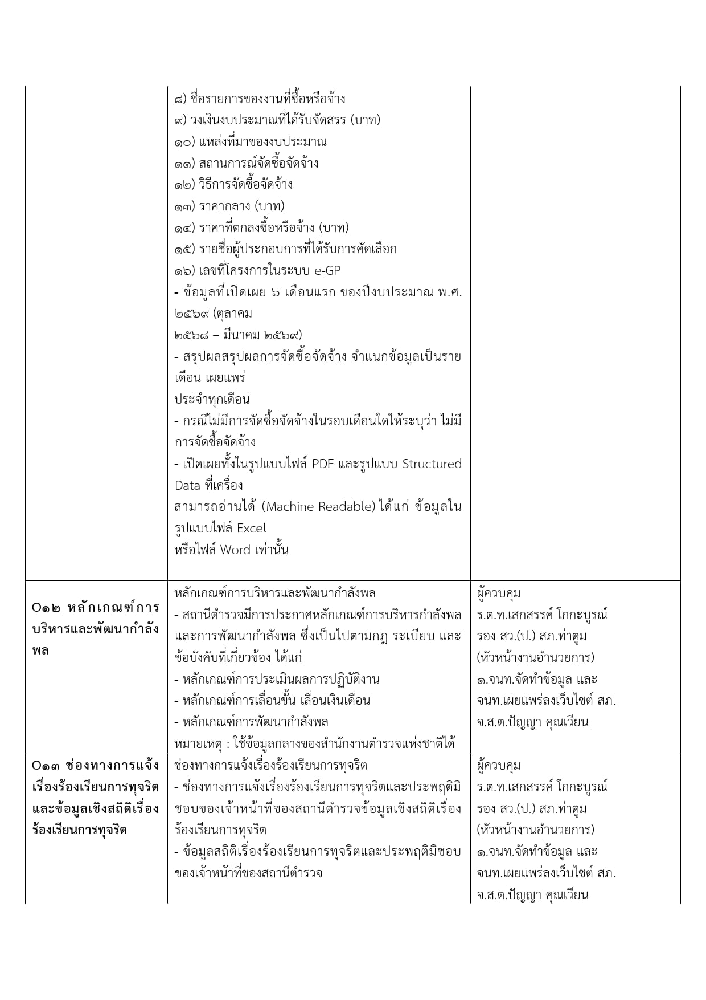 ๘) ชื่อรายการของงานที่ซื้อหรือจ้าง
๙) วงเงินงบประมาณที่ได้รับจัดสรร (บาท)
๑๐) แหล่งที่มาของงบประมาณ
๑๑) สถานการณ์จัดซื้อจัดจ้าง
๑๒) วิธีการจัดซื้อจัดจ้าง
๑๓) ราคากลาง (บาท)
๑๔) ราคาที่ตกลงซื้อหรือจ้าง (บาท)
๑๕) รายชื่อผู้ประกอบการที่ได้รับการคัดเลือก
๑๖) เลขที่โครงการในระบบ e-GP
- ข้อมูลที่เปิดเผย ๖ เดือนแรก ของปีงบประมาณ พ.ศ.
๒๕๖๙ (ตุลาคม
๒๕๖๘ – มีนาคม ๒๕๖๙)
- สรุปผลสรุปผลการจัดซื้อจัดจ้าง จำแนกข้อมูลเป็นราย
เดือน เผยแพร่
ประจำทุกเดือน
- กรณีไม่มีการจัดซื้อจัดจ้างในรอบเดือนใดให้ระบุว่า ไม่มี
การจัดซื้อจัดจ้าง
- เปิดเผยทั้งในรูปแบบไฟล์ PDF และรูปแบบ Structured
Data ที่เครื่อง
สามารถอ่านได้ (Machine Readable) ได้แก่ ข้อมูลใน
รูปแบบไฟล์ Excel
หรือไฟล์ Word เท่านั้น
O๑๒ หลักเกณฑ์การ
บริหารและพัฒนากำลัง
พล
หลักเกณฑ์การบริหารและพัฒนากำลังพล
- สถานีตำรวจมีการประกาศหลักเกณฑ์การบริหารกำลังพล
และการพัฒนากำลังพล ซึ่งเป็นไปตามกฎ ระเบียบ และ
ข้อบังคับที่เกี่ยวข้อง ได้แก่
- หลักเกณฑ์การประเมินผลการปฏิบัติงาน
- หลักเกณฑ์การเลื่อนขั้น เลื่อนเงินเดือน
- หลักเกณฑ์การพัฒนากำลังพล
หมายเหตุ : ใช้ข้อมูลกลางของสำนักงานตำรวจแห่งชาติได้
ผู้ควบคุม
ร.ต.ท.เสกสรรค์ โกกะบูรณ์
รอง สว.(ป.) สภ.ท่าตูม
(หัวหน้างานอำนวยการ)
๑.จนท.จัดทำข้อมูล และ
จนท.เผยแพร่ลงเว็บไซต์ สภ.
จ.ส.ต.ปัญญา คุณเวียน
O๑๓ ช่องทางการแจ้ง
เรื่องร้องเรียนการทุจริต
และข้อมูลเชิงสถิติเรื่อง
ร้องเรียนการทุจริต
ช่องทางการแจ้งเรื่องร้องเรียนการทุจริต
- ช่องทางการแจ้งเรื่องร้องเรียนการทุจริตและประพฤติมิ
ชอบของเจ้าหน้าที่ของสถานีตำรวจข้อมูลเชิงสถิติเรื่อง
ร้องเรียนการทุจริต
- ข้อมูลสถิติเรื่องร้องเรียนการทุจริตและประพฤติมิชอบ
ของเจ้าหน้าที่ของสถานีตำรวจ
ผู้ควบคุม
ร.ต.ท.เสกสรรค์ โกกะบูรณ์
รอง สว.(ป.) สภ.ท่าตูม
(หัวหน้างานอำนวยการ)
๑.จนท.จัดทำข้อมูล และ
จนท.เผยแพร่ลงเว็บไซต์ สภ.
จ.ส.ต.ปัญญา คุณเวียน